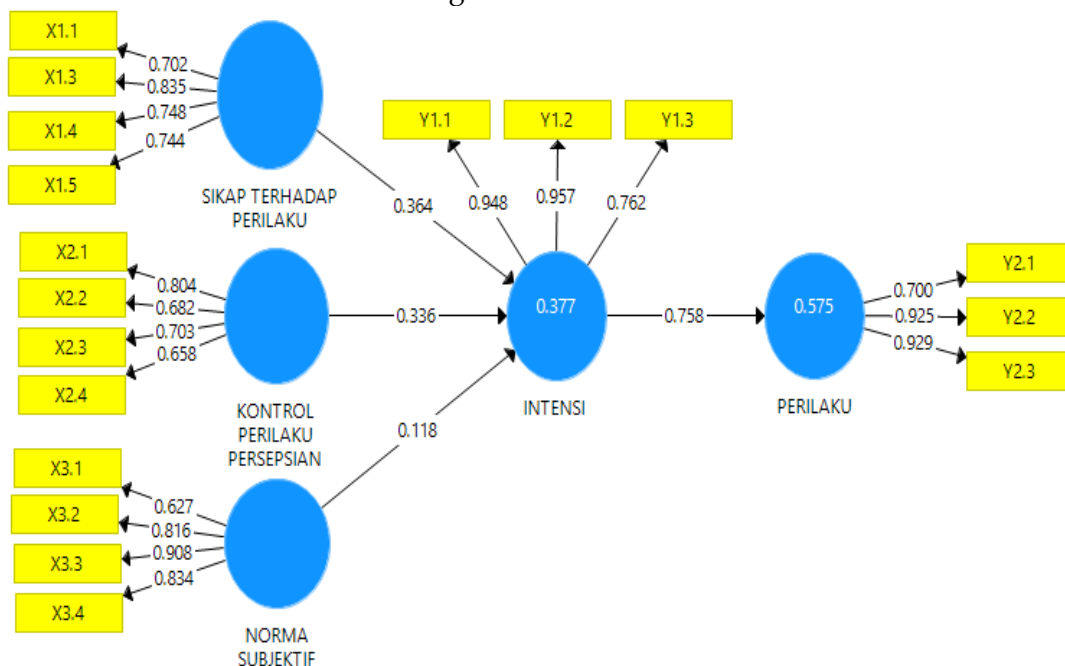 X1.1
X1.3
X1.4
X1.5
0.702
0.835
0.748
0.744
SIKAP TERHADAP
PERILAKU
X2.1
X2.2
X2.3
X2.4
0.804
0.682
0.703
0.658
KONTROL
PERILAKU
PERSEPSIAN
X3.1
X3.2
X3.3
X3.4
0.627
0.816
0.908
0.834
NORMA
SUBJEKTIF
0.364
0.336
0.118
Y1.1
Y1.2
Y1.3
0.948
0.957
0.762
0.377
INTENSI
0.758
0.575
PERILAKU
0.700
0.925
0.929
Y2.1
Y2.2
Y2.3